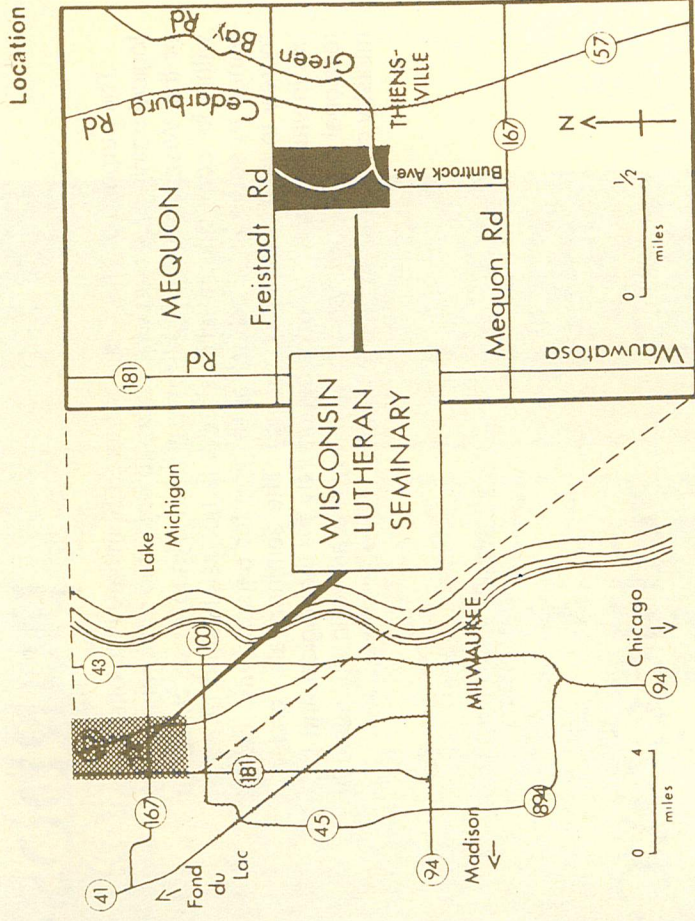 Location
41
Fond
du
Lac
167
43
100
181
45
94
Madison
894
94
MILWAUKEE
Chicago
Lake
Michigan
0 4
miles
WISCONSIN
LUTHERAN
SEMINARY
181
Rd
MEQUON
Freistadt Rd
Cedarburg
Rd
Green
Bay
Rd
THIENS-
VILLE
Buntrock Ave.
Mequon Rd
167
57
Wauwatosa
N
0 1/2
miles